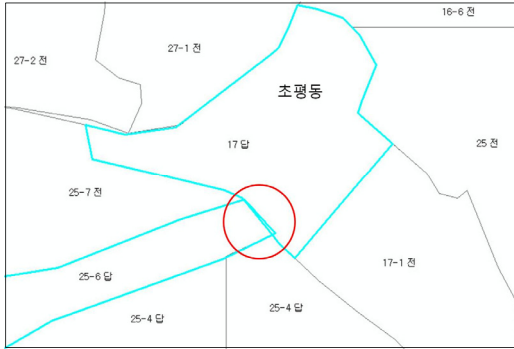 16-6 전
27-1 전
27-2 전
초평동
17 답
25 전
25-7 전
17-1 전
25-6 답
25-4 답
25-4 답